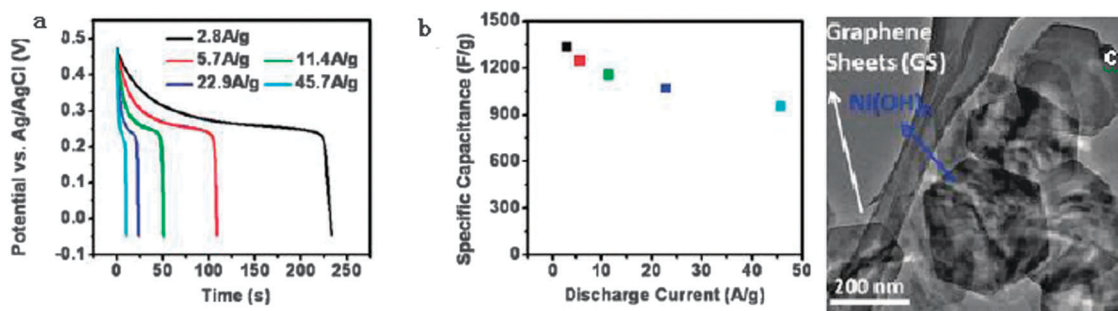 a
Potential vs. Ag/AgCl (V)
0.5
0.4
0.3
0.2
0.1
0.0
-0.1
2.8A/g
5.7A/g
11.4A/g
22.9A/g
45.7A/g
0 50 100 150 200 250
Time (s)
b
Specific Capacitance (F/g)
1500
1200
900
600
300
0
0 10 20 30 40 50
Discharge Current (A/g)
Graphene
Sheets (GS)
C
Ni(OH)
200 nm